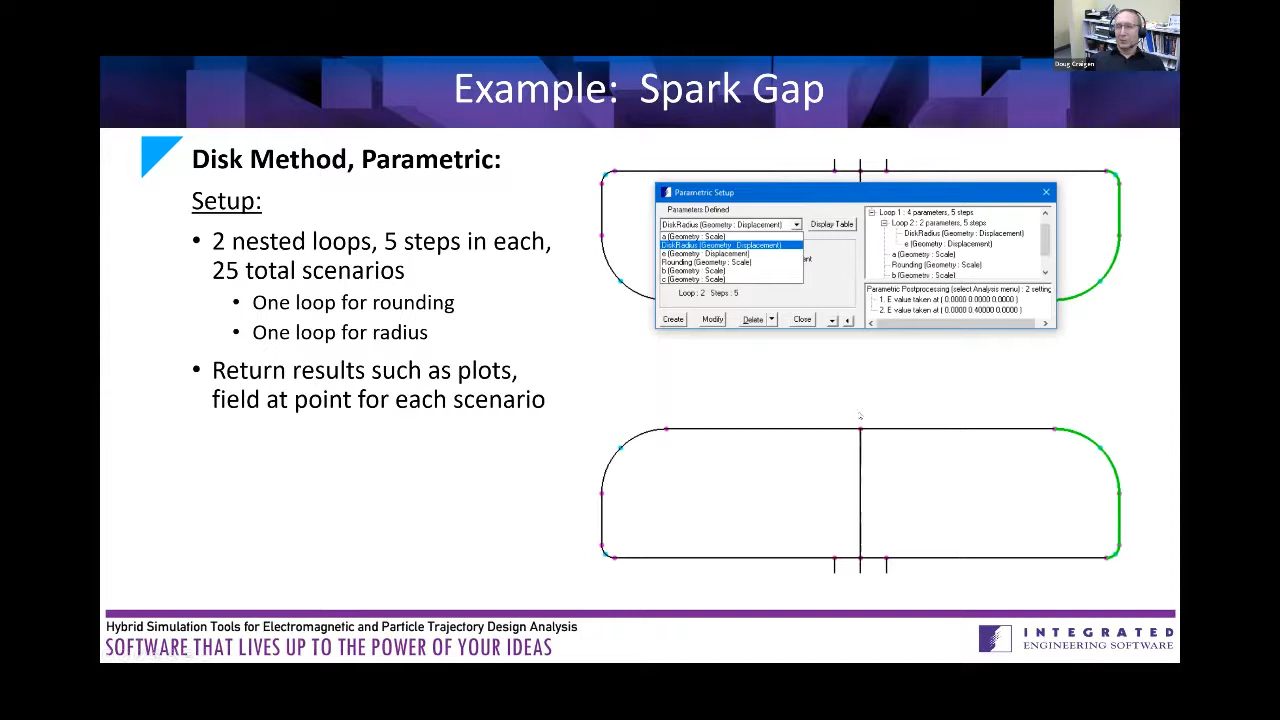 Doug Craigen
Example: Spark Gap
Disk Method, Parametric:
Setup:
• 2 nested loops, 5 steps in each,
25 total scenarios
• One loop for rounding
• One loop for radius
• Return results such as plots,
field at point for each scenario
Parametric Setup
Parameters Defined
DiskRadius (Geometry : Displacement)
Display Table
a (Geometry : Scale)
DiskRadius (Geometry : Displacement)
e (Geometry : Displacement)
Rounding (Geometry : Scale)
b (Geometry : Scale)
c (Geometry : Scale)
Loop : 2 Steps : 5
Create Modify Delete Close
Loop 1 : 4 parameters, 5 steps
Loop 2 : 2 parameters, 5 steps
DiskRadius (Geometry : Displacement)
e (Geometry : Displacement)
a (Geometry : Scale)
Rounding (Geometry : Scale)
b (Geometry : Scale)
Parametric Postprocessing (select Analysis menu) : 2 setting
1. E value taken at ( 0.0000 0.0000 0.0000 )
2. E value taken at ( 0.0000 0.40000 0.0000 )
Hybrid Simulation Tools for Electromagnetic and Particle Trajectory Design Analysis
SOFTWARE THAT LIVES UP TO THE POWER OF YOUR IDEAS
INTEGRATED
ENGINEERING SOFTWARE